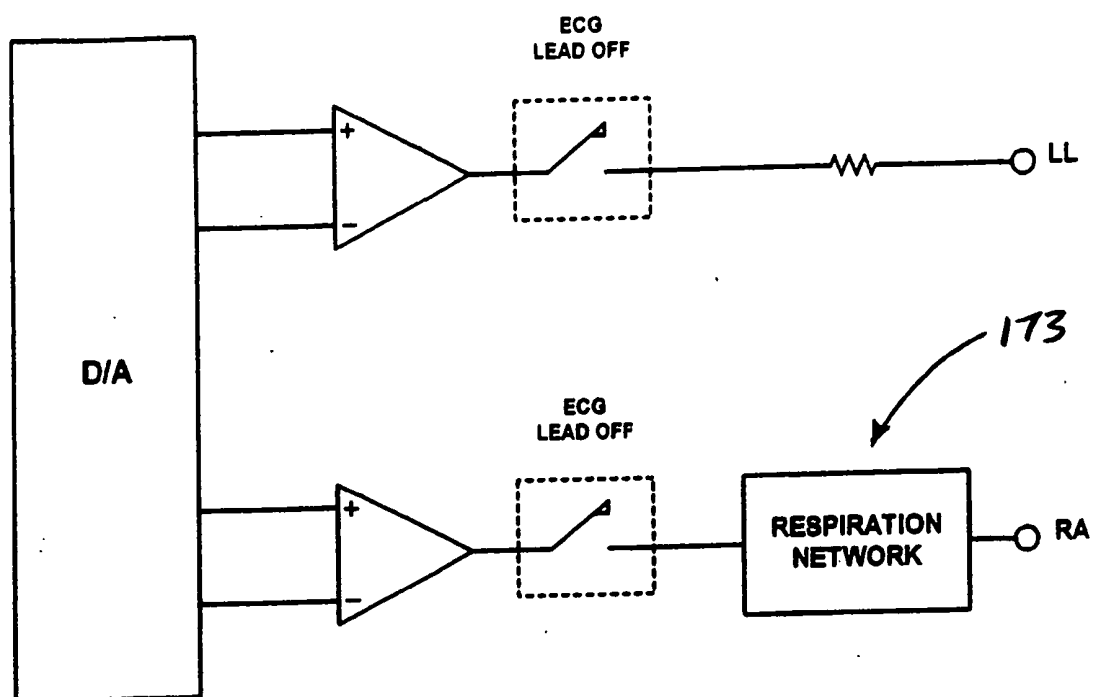 ECG
LEAD OFF
+
−
LL
D/A
173
ECG
LEAD OFF
+
−
RESPIRATION
NETWORK
RA